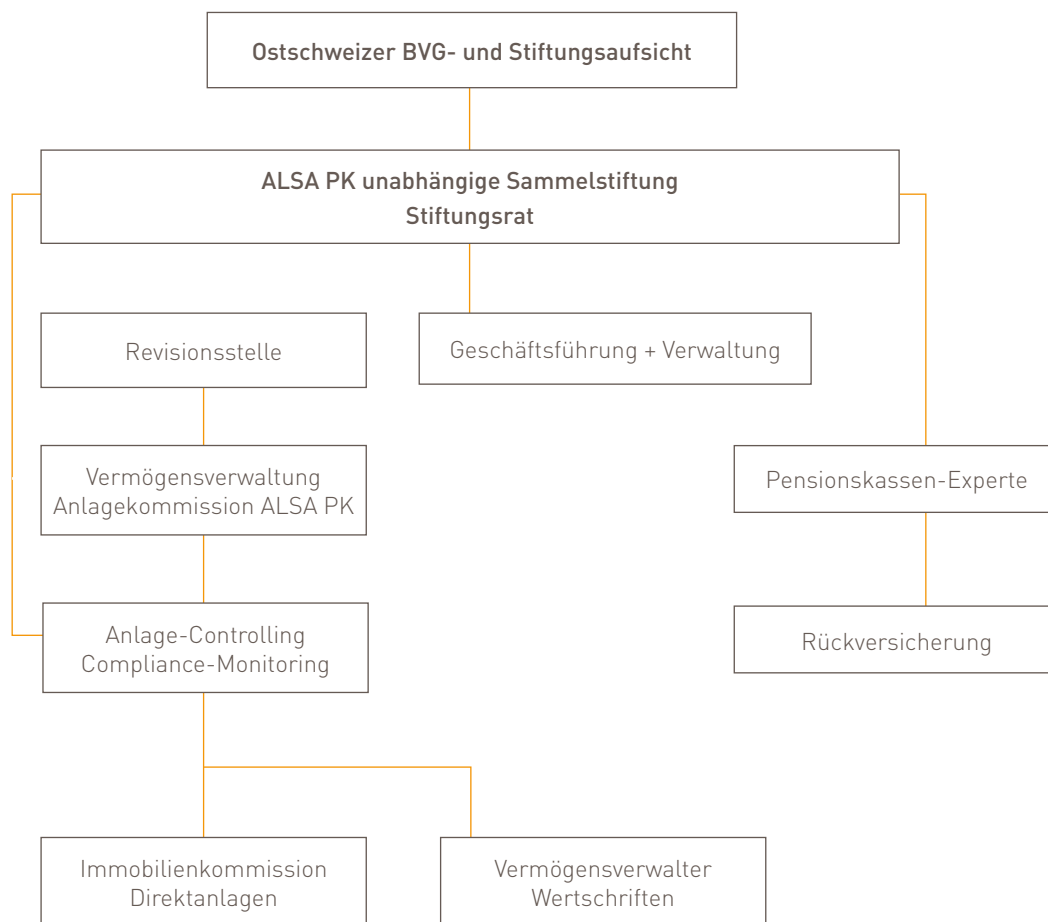 Ostschweizer BVG- und Stiftungsaufsicht
ALSA PK unabhängige Sammelstiftung
Stiftungsrat
Revisionsstelle
Geschäftsführung + Verwaltung
Vermögensverwaltung
Anlagekommission ALSA PK
Pensionskassen-Experte
Anlage-Controlling
Compliance-Monitoring
Rückversicherung
Immobilienkommission
Direktanlagen
Vermögensverwalter
Wertschriften